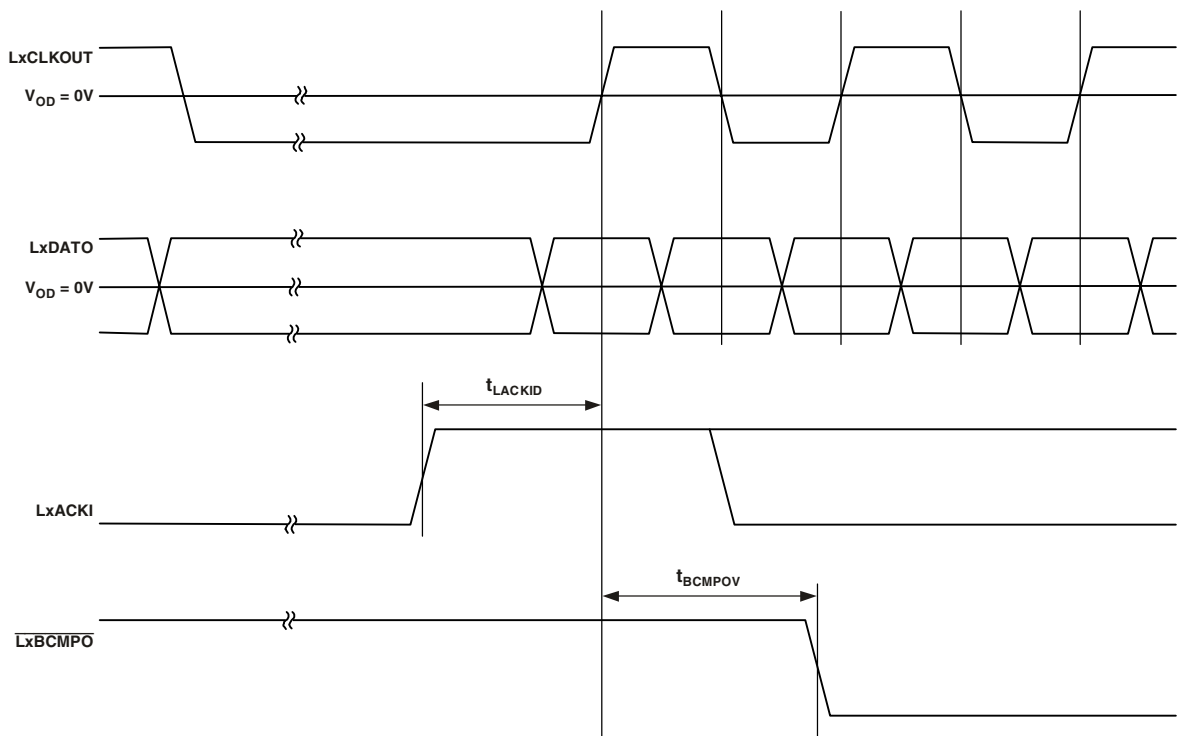 LxCLKOUT
VOD = 0V
LxDATO
VOD = 0V
tLACKID
LxACKI
tBCMPOV
LxBCMPO